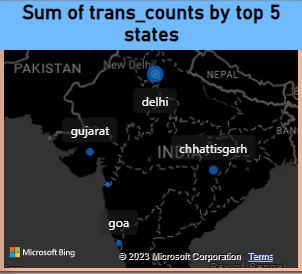 Sum of trans_counts by top 5
states
PAKISTAN
New Delhi
NEPAL
delhi
gujarat
chhattisgarh
goa
© 2023 Microsoft Corporation Terms
Microsoft Bing